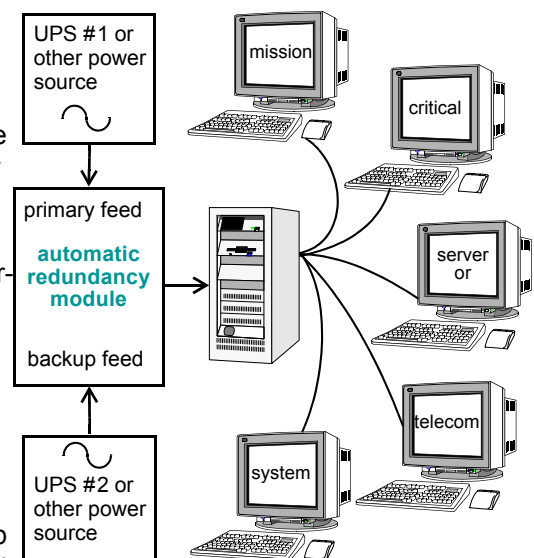 UPS #1 or
other power
source
primary feed
automatic
redundancy
module
backup feed
UPS #2 or
other power
source
mission
critical
server
or
telecom
system